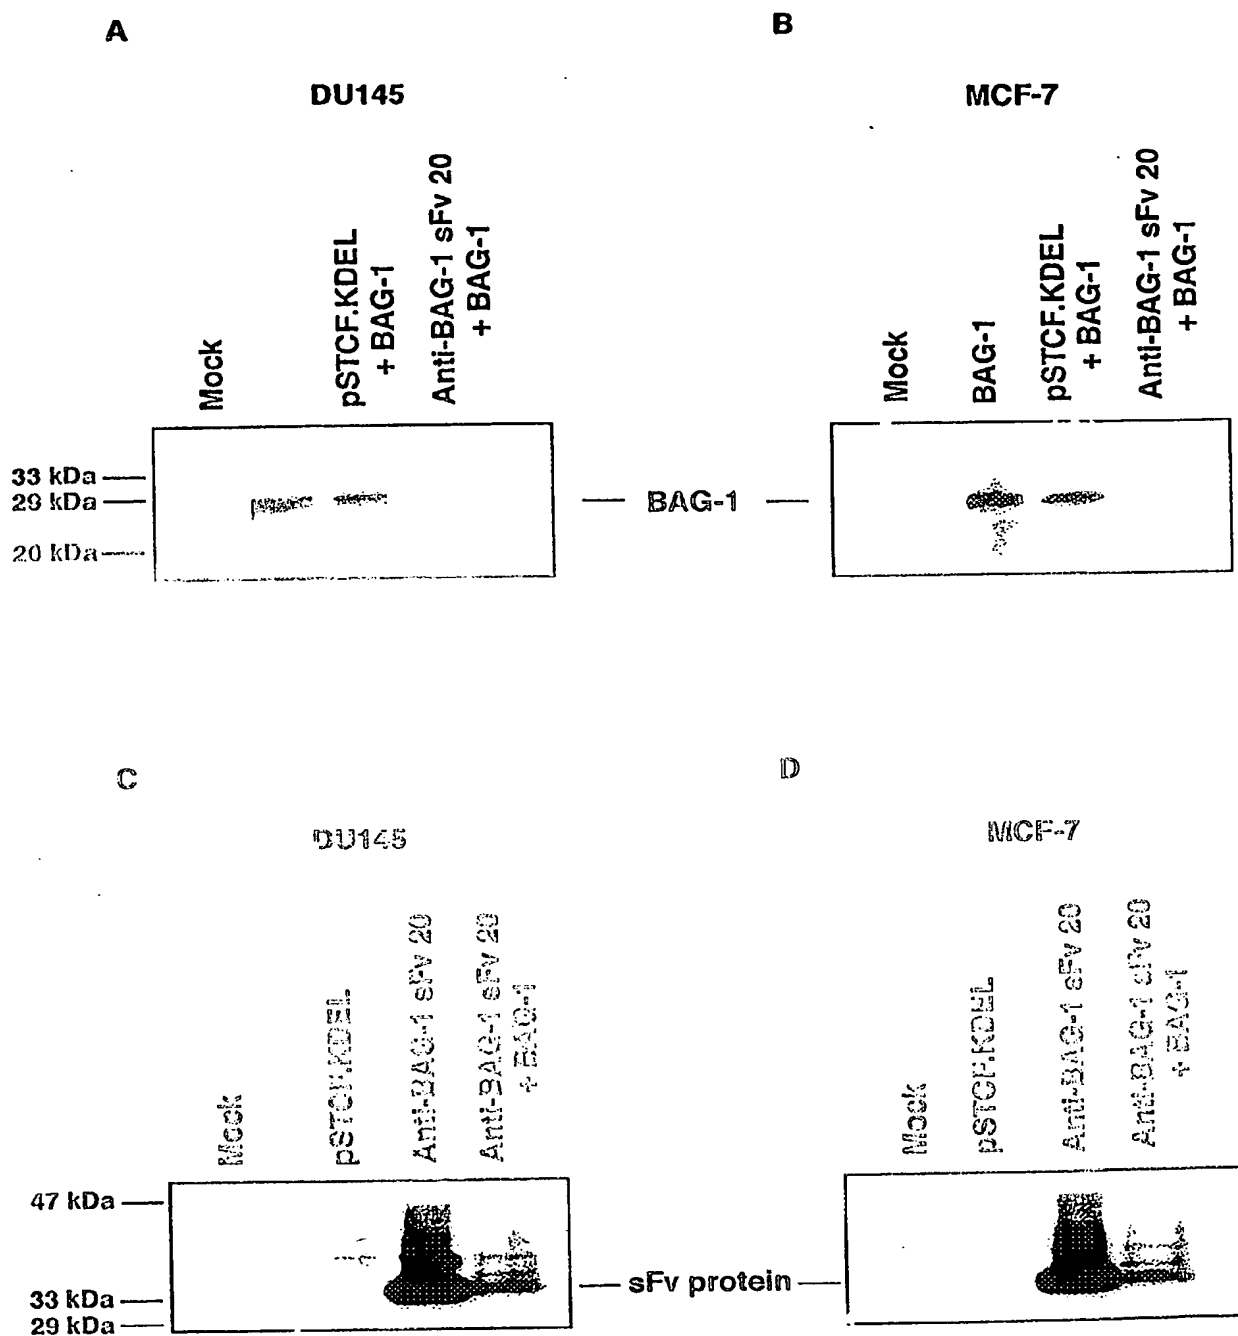 A
B
DU145
MCF-7
Mock
pSTCF.KDEL
+ BAG-1
Anti-BAG-1 sFv 20
+ BAG-1
Mock
BAG-1
pSTCF.KDEL
+ BAG-1
Anti-BAG-1 sFv 20
+ BAG-1
33 kDa
29 kDa
20 kDa
BAG-1
C
D
DU145
MCF-7
Mock
pSTCF.KDEL
Anti-BAG-1 sFv 20
Anti-BAG-1 sFv 20
+ BAG-1
Mock
pSTCF.KDEL
Anti-BAG-1 sFv 20
Anti-BAG-1 sFv 20
+ BAG-1
47 kDa
33 kDa
29 kDa
sFv protein